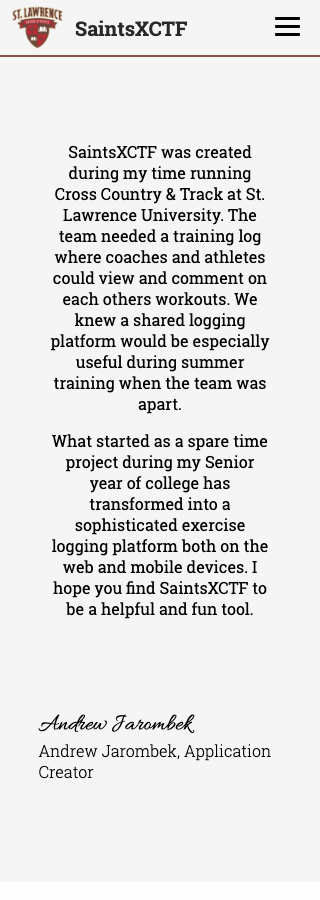 ST. LAWRENCE
SaintsXCTF
SaintsXCTF was created
during my time running
Cross Country & Track at St.
Lawrence University. The
team needed a training log
where coaches and athletes
could view and comment on
each others workouts. We
knew a shared logging
platform would be especially
useful during summer
training when the team was
apart.
What started as a spare time
project during my Senior
year of college has
transformed into a
sophisticated exercise
logging platform both on the
web and mobile devices. I
hope you find SaintsXCTF to
be a helpful and fun tool.
Andrew Jarombek
Andrew Jarombek, Application
Creator